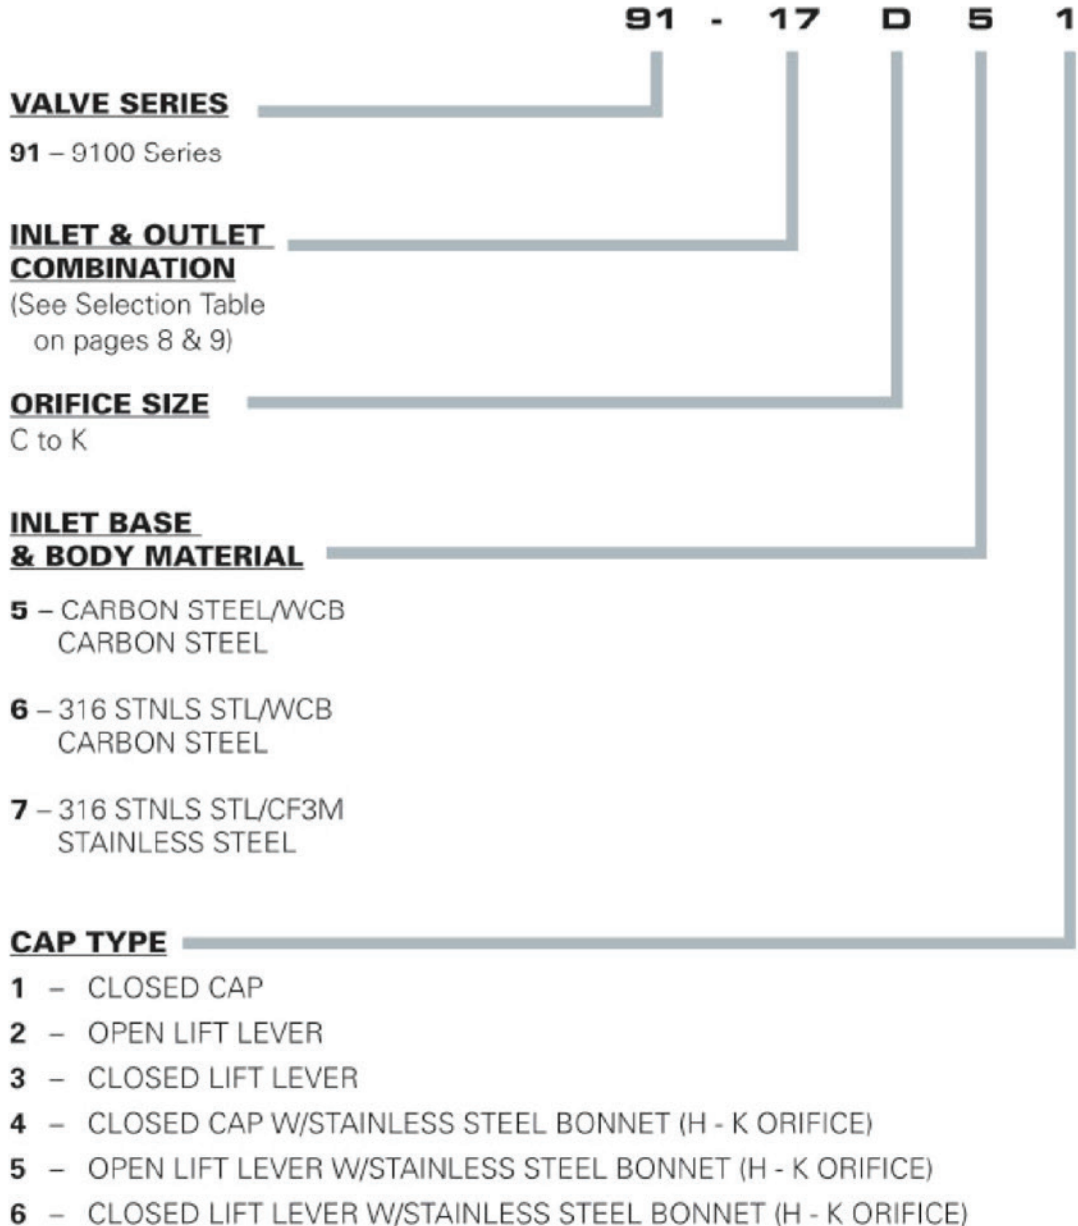 91 - 17 D 5 1
VALVE SERIES
91 – 9100 Series
INLET & OUTLET
COMBINATION
(See Selection Table
on pages 8 & 9)
ORIFICE SIZE
C to K
INLET BASE
& BODY MATERIAL
5 – CARBON STEEL/WCB
CARBON STEEL
6 – 316 STNLS STL/WCB
CARBON STEEL
7 – 316 STNLS STL/CF3M
STAINLESS STEEL
CAP TYPE
1 – CLOSED CAP
2 – OPEN LIFT LEVER
3 – CLOSED LIFT LEVER
4 – CLOSED CAP W/STAINLESS STEEL BONNET (H - K ORIFICE)
5 – OPEN LIFT LEVER W/STAINLESS STEEL BONNET (H - K ORIFICE)
6 – CLOSED LIFT LEVER W/STAINLESS STEEL BONNET (H - K ORIFICE)